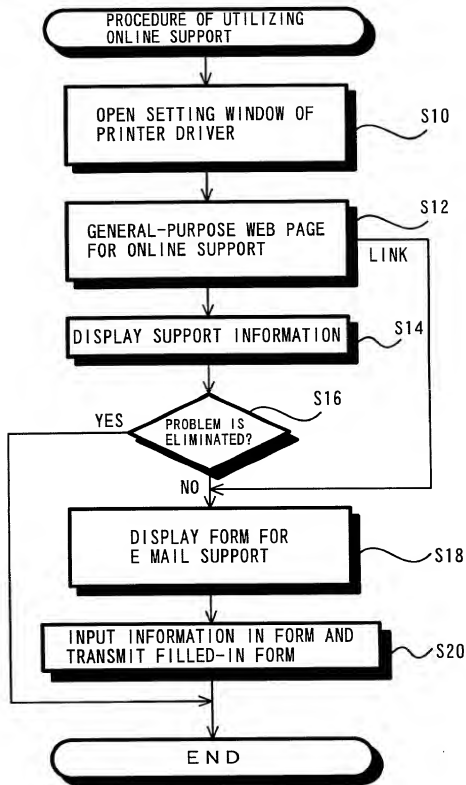 PROCEDURE OF UTILIZING
ONLINE SUPPORT
OPEN SETTING WINDOW OF
PRINTER DRIVER
S10
GENERAL-PURPOSE WEB PAGE
FOR ONLINE SUPPORT
S12
LINK
DISPLAY SUPPORT INFORMATION
S14
PROBLEM IS
ELIMINATED?
S16
YES
NO
DISPLAY FORM FOR
E MAIL SUPPORT
S18
INPUT INFORMATION IN FORM AND
TRANSMIT FILLED-IN FORM
S20
END